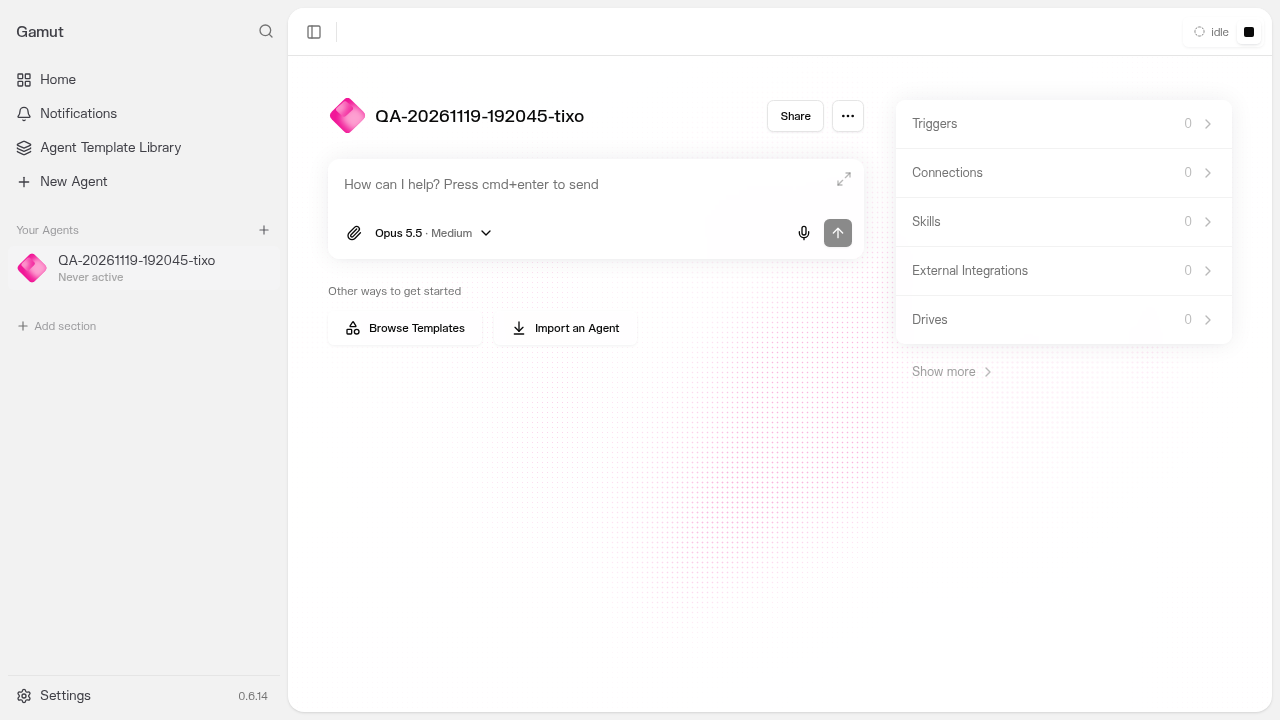 Gamut
Home
Notifications
Agent Template Library
New Agent
Your Agents
QA-20261119-192045-tixo
Never active
Add section
Settings
0.6.14
idle
QA-20261119-192045-tixo
Share
How can I help? Press cmd+enter to send
Opus 5.5 · Medium
Other ways to get started
Browse Templates
Import an Agent
Triggers 0
Connections 0
Skills 0
External Integrations 0
Drives 0
Show more